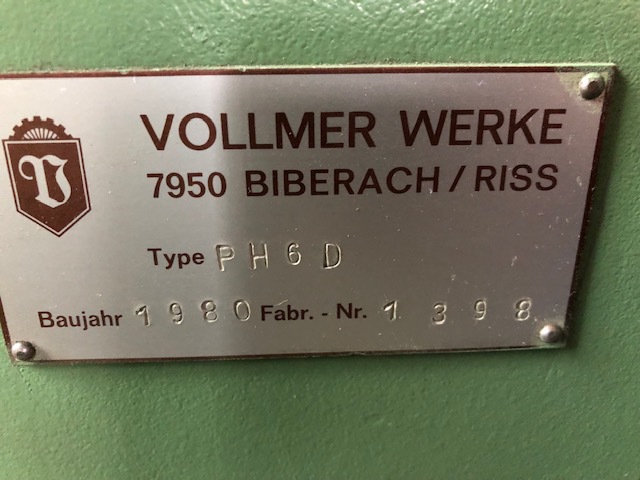 VOLLMER WERKE
7950 BIBERACH/RISS
Type PH6D
Baujahr 1980 Fabr.-Nr. 1398